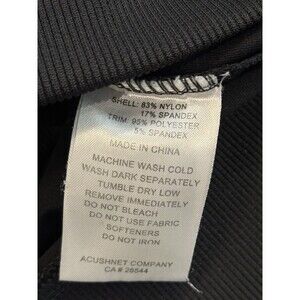 SHELL: 83% NYLON
17% SPANDEX
TRIM: 95% POLYESTER
5% SPANDEX
MADE IN CHINA
MACHINE WASH COLD
WASH DARK SEPARATELY
TUMBLE DRY LOW
REMOVE IMMEDIATELY
DO NOT BLEACH
DO NOT USE FABRIC
SOFTENERS
DO NOT IRON
ACUSHNET COMPANY
CA # 26544